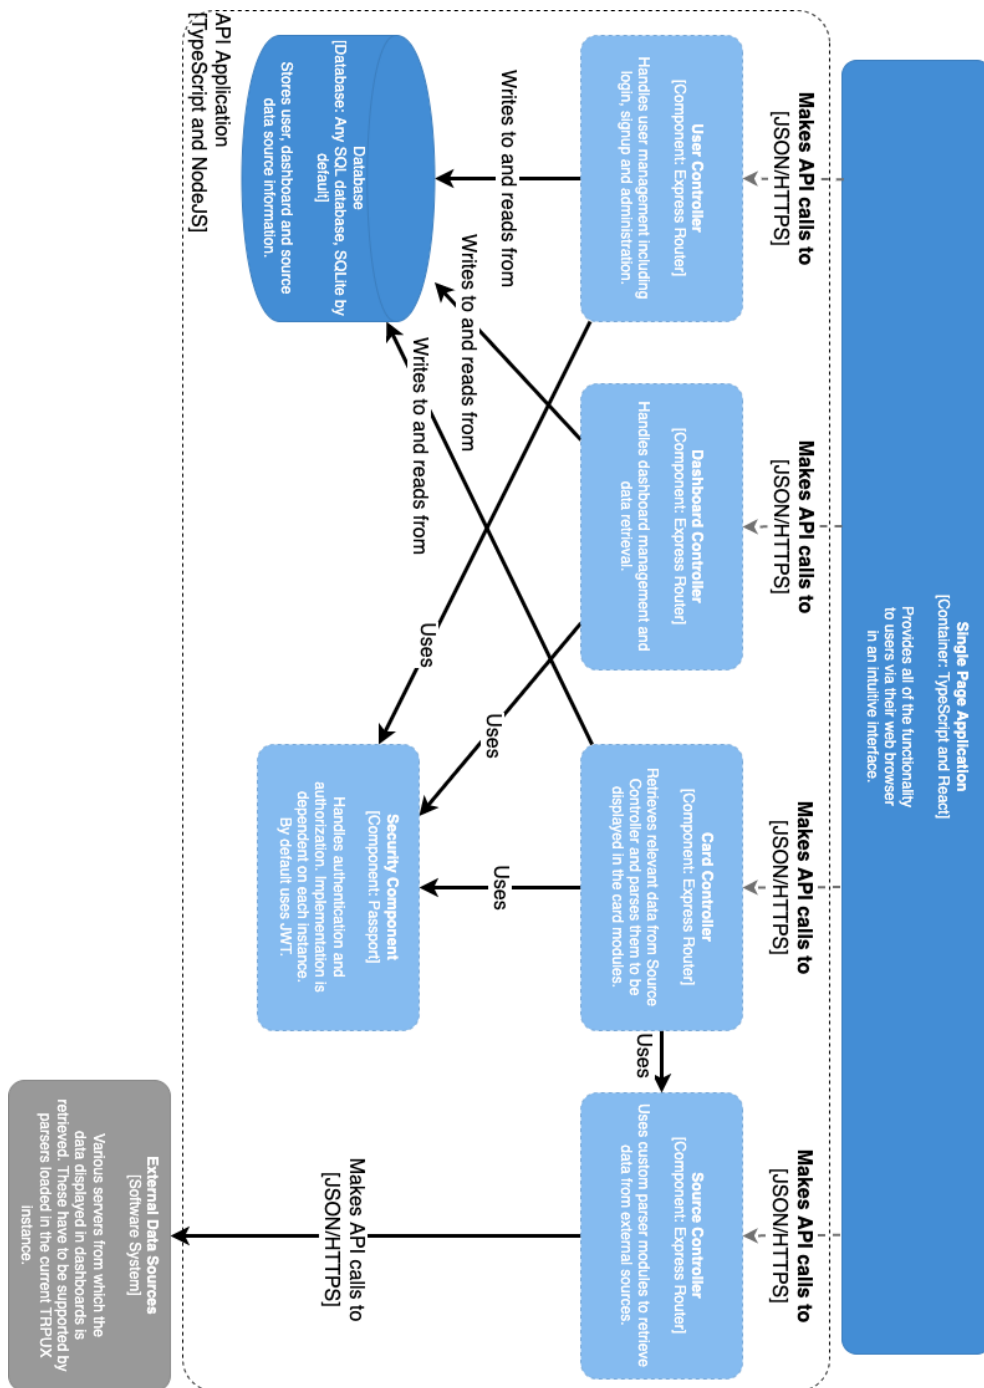 Single Page Application
[Container: TypeScript and React]
Provides all of the functionality
to users via their web browser
in an intuitive interface.
Makes API calls to
[JSON/HTTPS]
Makes API calls to
[JSON/HTTPS]
Makes API calls to
[JSON/HTTPS]
Makes API calls to
[JSON/HTTPS]
User Controller
[Component: Express Router]
Handles user management including
login, signup and administration.
Dashboard Controller
[Component: Express Router]
Handles dashboard management and
data retrieval.
Card Controller
[Component: Express Router]
Retrieves relevant data from Source
Controller and parses them to be
displayed in the card modules.
Uses
Source Controller
[Component: Express Router]
Uses custom parser modules to retrieve
data from external sources.
Writes to and reads from
Writes to and reads from
Writes to and reads from
Uses
Uses
Uses
Database
[Database: Any SQL database, SQLite by
default]
Stores user, dashboard and source
data source information.
Security Component
[Component: Passport]
Handles authentication and
authorization. Implementation is
dependent on each instance.
By default uses JWT.
Makes API calls to
[JSON/HTTPS]
API Application
[TypeScript and NodeJS]
External Data Sources
[Software System]
Various servers from which the
data displayed in dashboards is
retrieved. These have to be supported by
parsers loaded in the current TRPUX
instance.